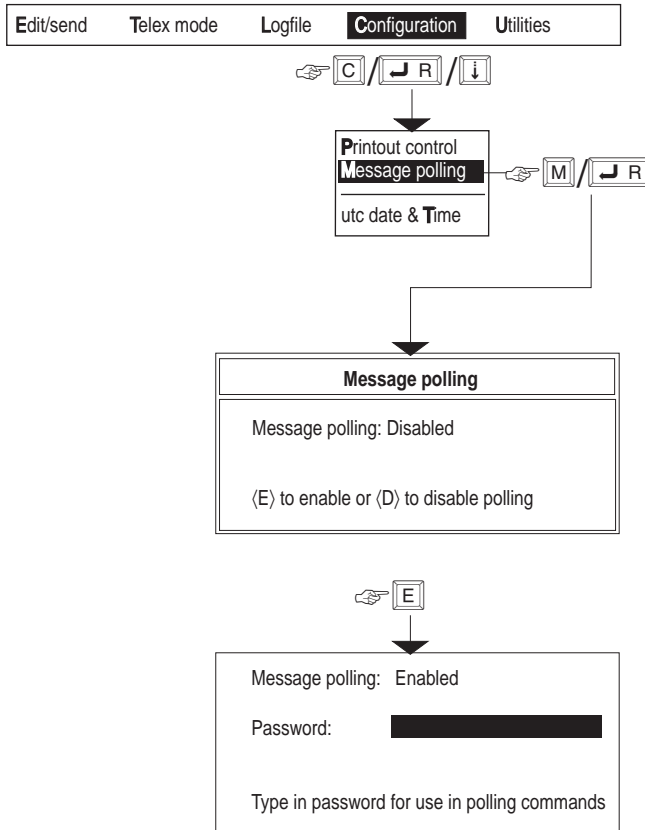 Edit/send Telex mode Logfile Configuration Utilities
C / ↵ R / ↓
Printout control
Message polling
M / ↵ R
utc date & Time
Message polling
Message polling: Disabled
⟨E⟩ to enable or ⟨D⟩ to disable polling
E
Message polling: Enabled
Password:
Type in password for use in polling commands